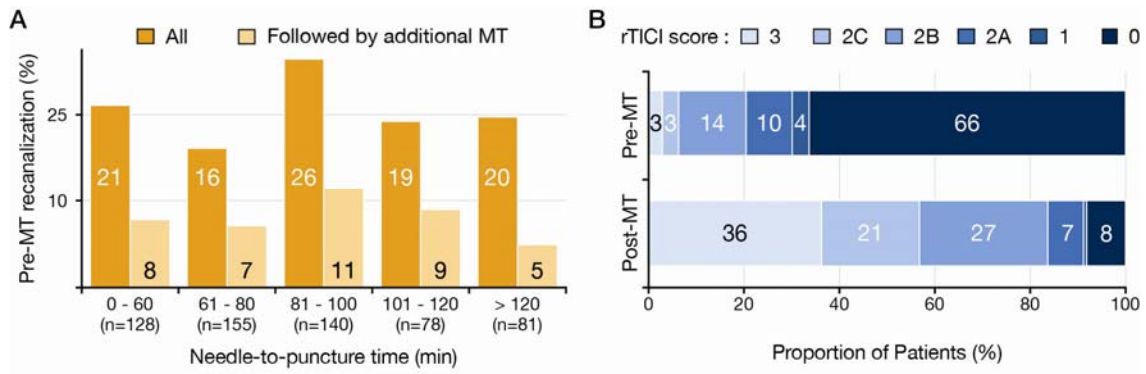 A
All Followed by additional MT
Pre-MT recanalization (%)
25
10
21 8 16 7 26 11 19 9 20 5
0 - 60 61 - 80 81 - 100 101 - 120 > 120
(n=128) (n=155) (n=140) (n=78) (n=81)
Needle-to-puncture time (min)
B
rTICI score : 3 2C 2B 2A 1 0
Pre-MT
3 3 14 10 4 66
Post-MT
36 21 27 7 8
0 20 40 60 80 100
Proportion of Patients (%)